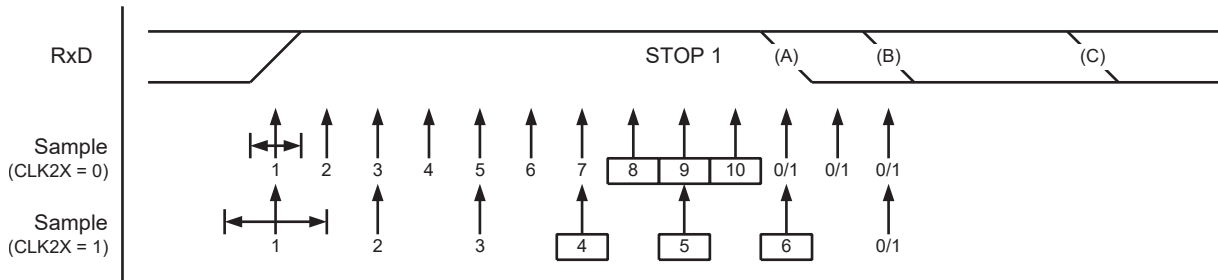 RxD STOP 1 (A) (B) (C)
Sample
(CLK2X = 0)
1 2 3 4 5 6 7 8 9 10 0/1 0/1 0/1
Sample
(CLK2X = 1)
1 2 3 4 5 6 0/1